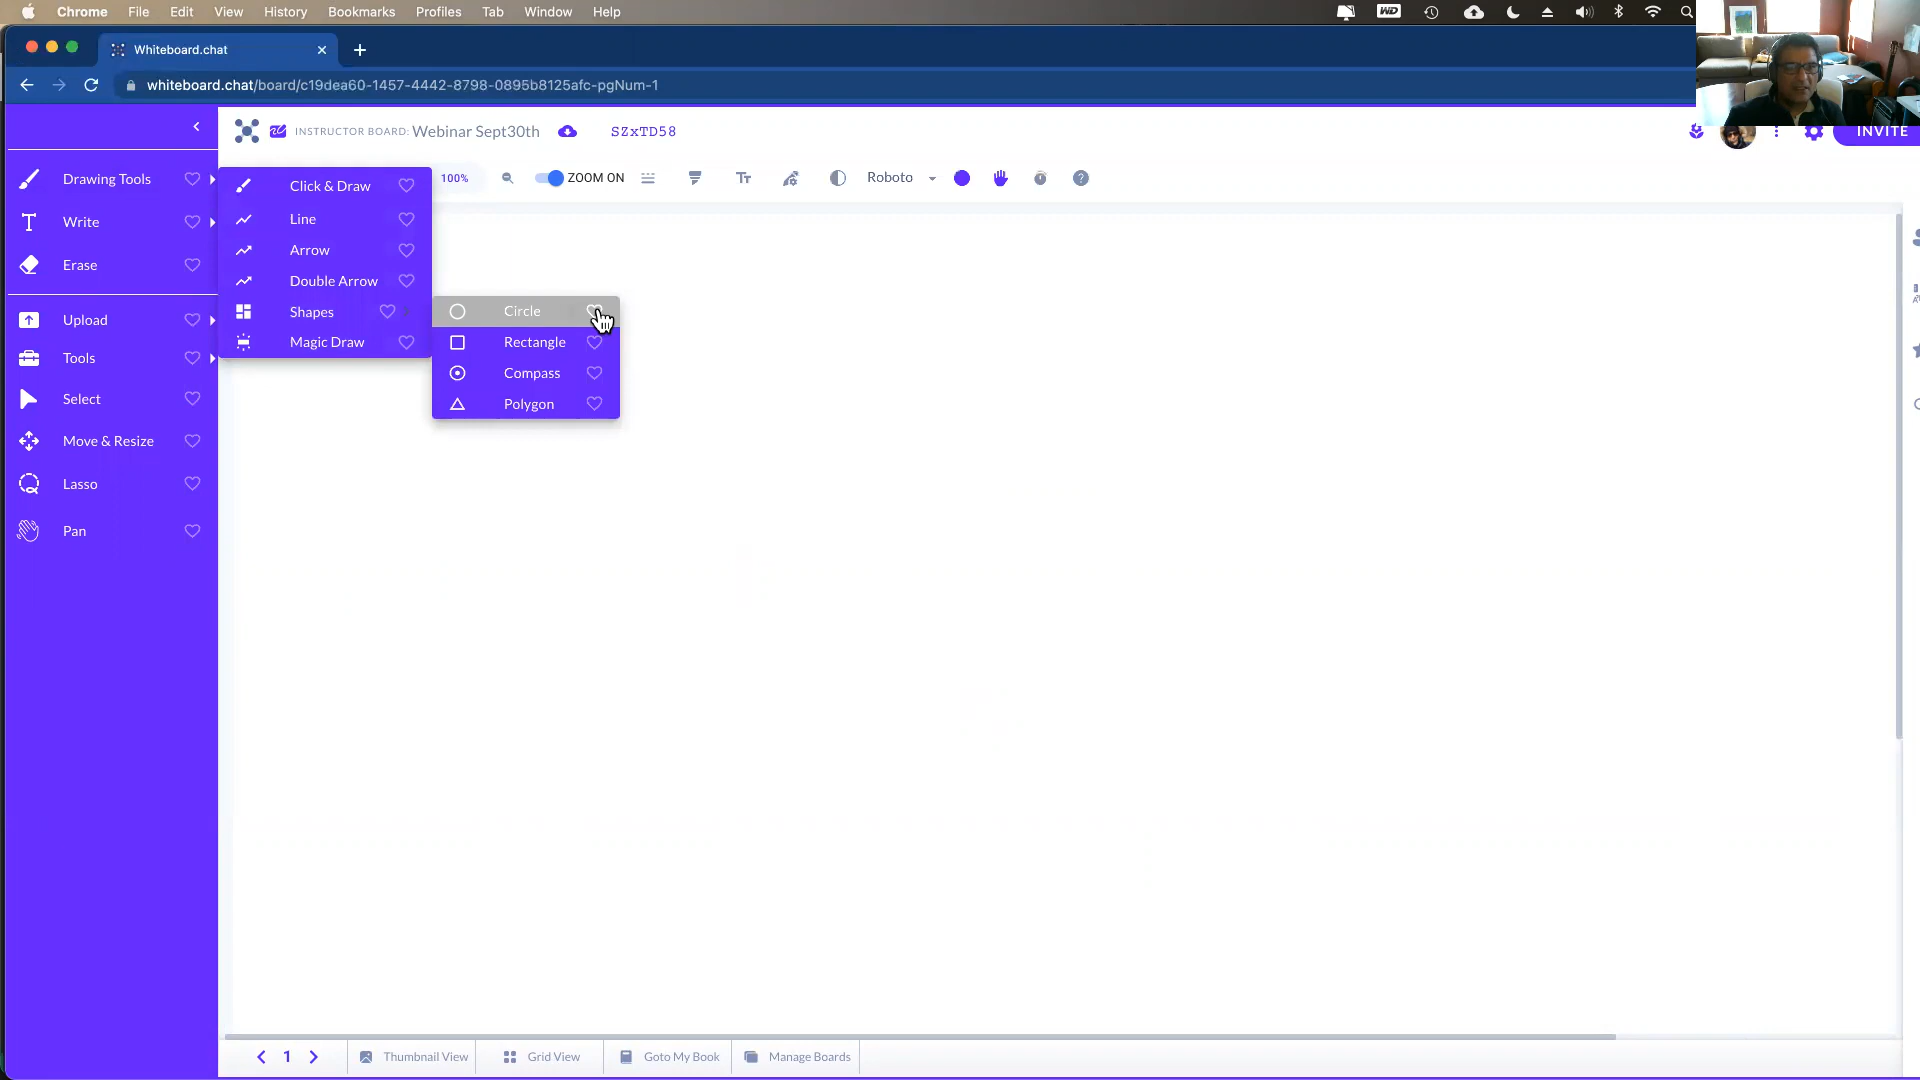 Chrome File Edit View History Bookmarks Profiles Tab Window Help
WD
Whiteboard.chat
whiteboard.chat/board/c19dea60-1457-4442-8798-0895b8125afc-pgNum-1
INSTRUCTOR BOARD: Webinar Sept30th SZxTD58
INVITE
100% ZOOM ON Tr Roboto ?
Drawing Tools
Write
Erase
Upload
Tools
Select
Move & Resize
Lasso
Pan
Click & Draw
Line
Arrow
Double Arrow
Shapes
Magic Draw
Circle
Rectangle
Compass
Polygon
1 Thumbnail View Grid View Goto My Book Manage Boards